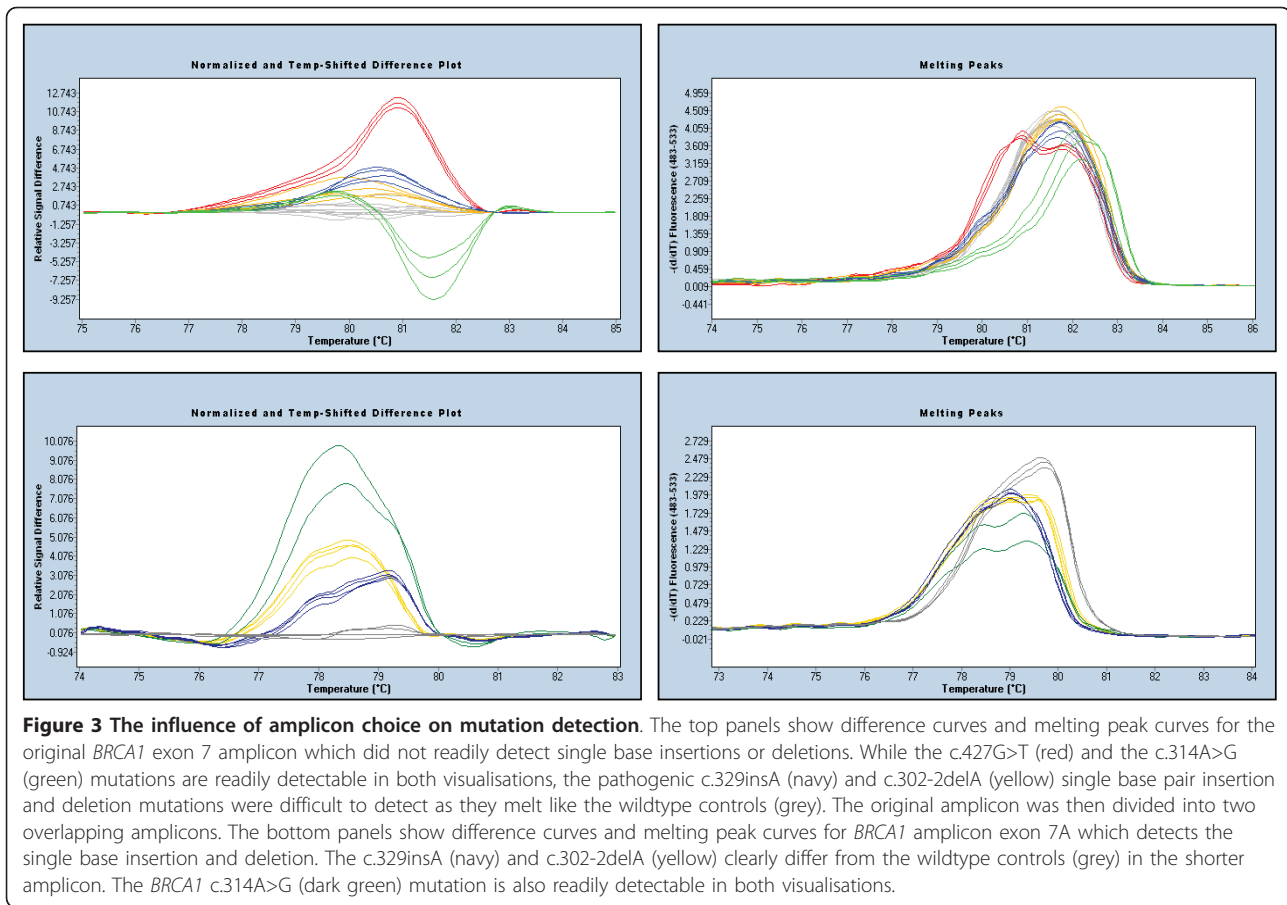 Normalized and Temp-Shifted Difference Plot
Relative Signal Difference
12.743
10.743
8.743
6.743
4.743
2.743
0.743
-1.257
-3.257
-5.257
-7.257
-9.257
75 76 77 78 79 80 81 82 83 84 85
Temperature (°C)
Melting Peaks
-(d/dT) Fluorescence (483-533)
4.959
4.509
4.059
3.609
3.159
2.709
2.259
1.809
1.359
0.909
0.459
0.009
-0.441
74 75 76 77 78 79 80 81 82 83 84 85 86
Temperature (°C)
Normalized and Temp-Shifted Difference Plot
Relative Signal Difference
10.076
9.076
8.076
7.076
6.076
5.076
4.076
3.076
2.076
1.076
0.076
-0.924
74 75 76 77 78 79 80 81 82 83
Temperature (°C)
Melting Peaks
-(d/dT) Fluorescence (483-533)
2.729
2.479
2.229
1.979
1.729
1.479
1.229
0.979
0.729
0.479
0.229
-0.021
73 74 75 76 77 78 79 80 81 82 83 84
Temperature (°C)
Figure 3 The influence of amplicon choice on mutation detection. The top panels show difference curves and melting peak curves for the
original BRCA1 exon 7 amplicon which did not readily detect single base insertions or deletions. While the c.427G>T (red) and the c.314A>G
(green) mutations are readily detectable in both visualisations, the pathogenic c.329insA (navy) and c.302-2delA (yellow) single base pair insertion
and deletion mutations were difficult to detect as they melt like the wildtype controls (grey). The original amplicon was then divided into two
overlapping amplicons. The bottom panels show difference curves and melting peak curves for BRCA1 amplicon exon 7A which detects the
single base insertion and deletion. The c.329insA (navy) and c.302-2delA (yellow) clearly differ from the wildtype controls (grey) in the shorter
amplicon. The BRCA1 c.314A>G (dark green) mutation is also readily detectable in both visualisations.